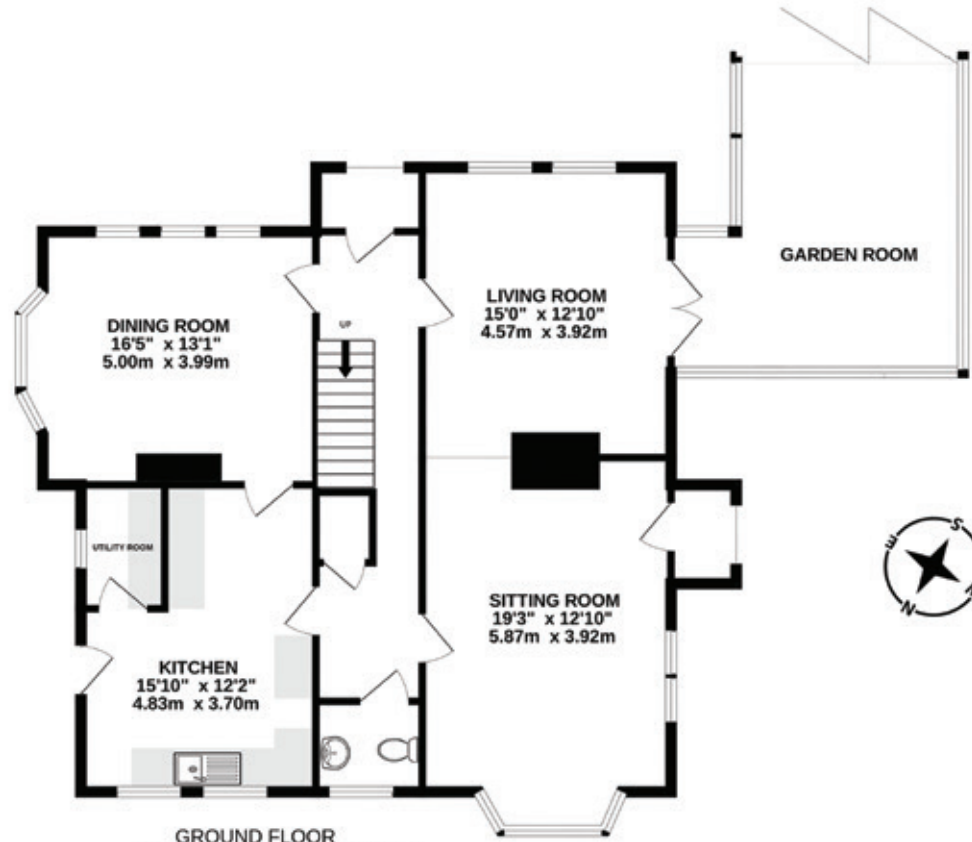 GARDEN ROOM
LIVING ROOM
15'0" x 12'10"
4.57m x 3.92m
UP
DINING ROOM
16'5" x 13'1"
5.00m x 3.99m
UTILITY ROOM
SITTING ROOM
19'3" x 12'10"
5.87m x 3.92m
KITCHEN
15'10" x 12'2"
4.83m x 3.70m
S
E
N
GROUND FLOOR